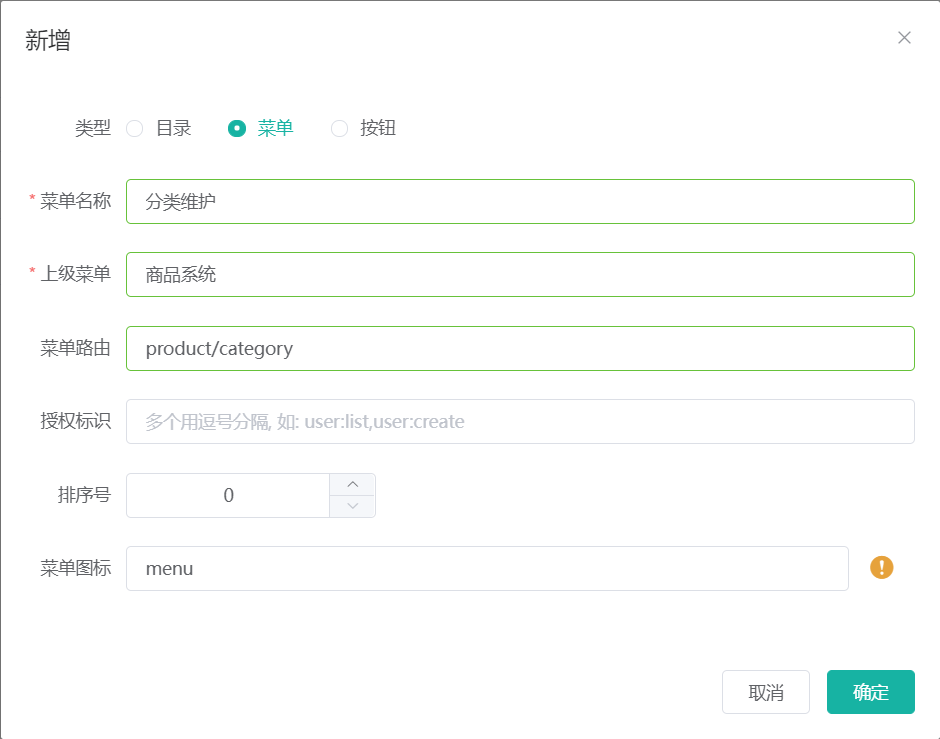 新增
类型 目录 菜单 按钮
* 菜单名称 分类维护
* 上级菜单 商品系统
菜单路由 product/category
授权标识 多个用逗号分隔, 如: user:list,user:create
排序号 0
菜单图标 menu
取消 确定